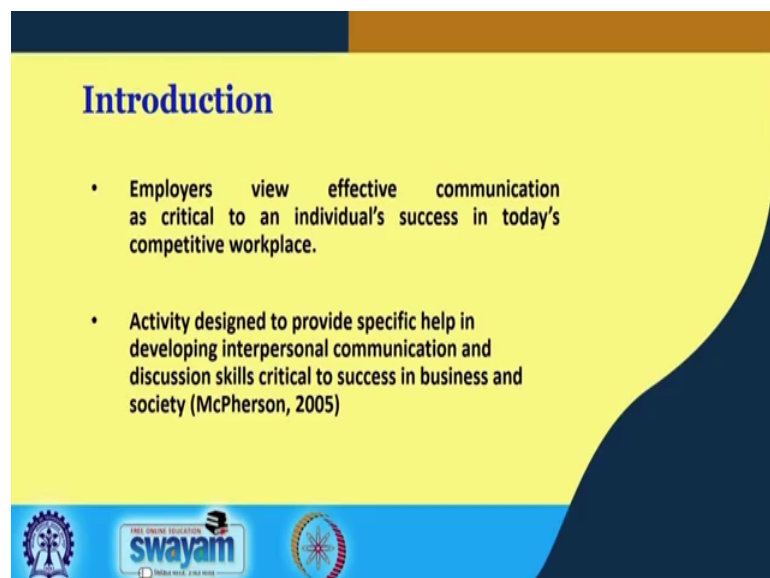 Introduction
• Employers view effective communication
as critical to an individual's success in today's
competitive workplace.
• Activity designed to provide specific help in
developing interpersonal communication and
discussion skills critical to success in business and
society (McPherson, 2005)
FREE ONLINE EDUCATION
swayam